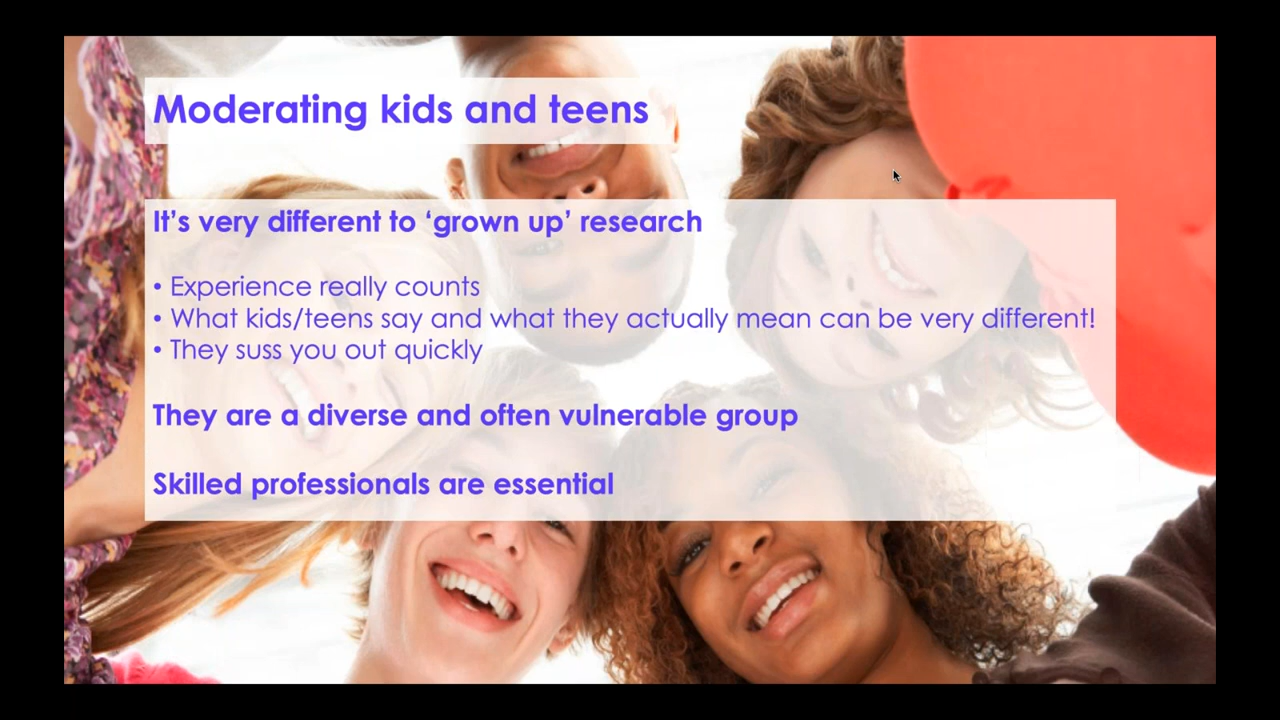 Moderating kids and teens
It’s very different to ‘grown up’ research
• Experience really counts
• What kids/teens say and what they actually mean can be very different!
• They suss you out quickly
They are a diverse and often vulnerable group
Skilled professionals are essential